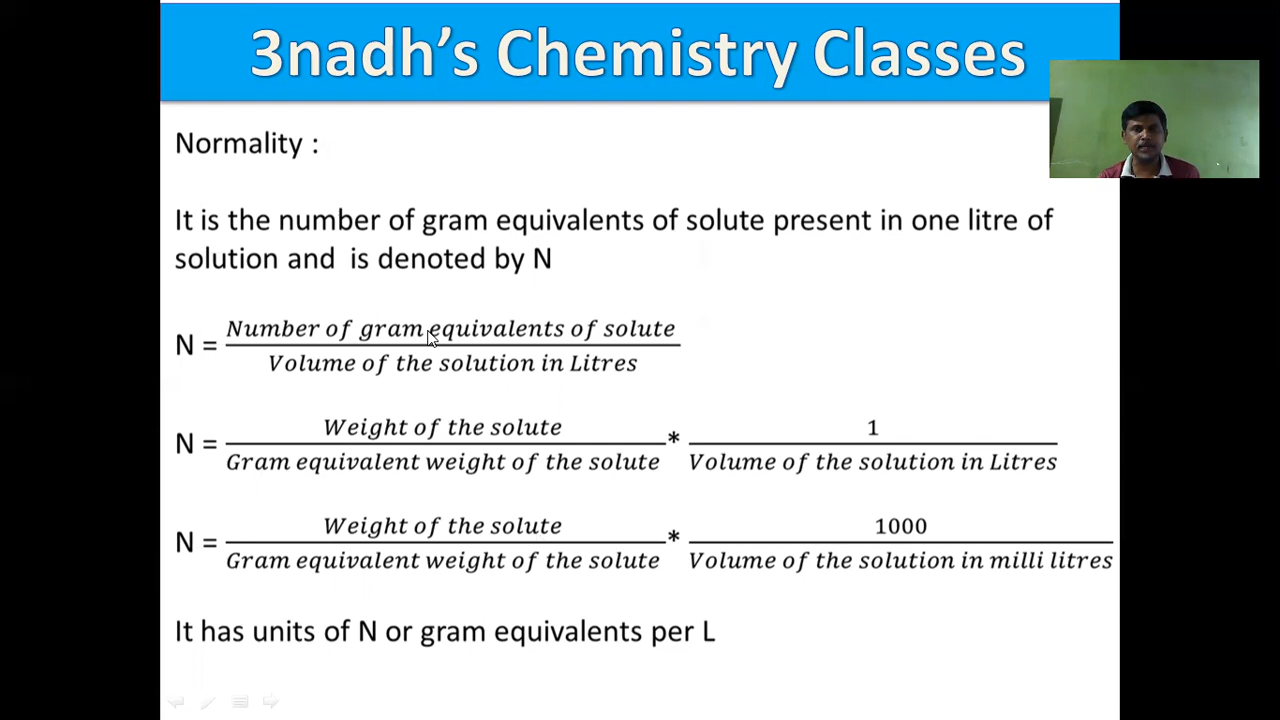 3nadh's Chemistry Classes
Normality :
It is the number of gram equivalents of solute present in one litre of
solution and is denoted by N
N = Number of gram equivalents of solute / Volume of the solution in Litres
N = Weight of the solute / Gram equivalent weight of the solute * 1 / Volume of the solution in Litres
N = Weight of the solute / Gram equivalent weight of the solute * 1000 / Volume of the solution in milli litres
It has units of N or gram equivalents per L